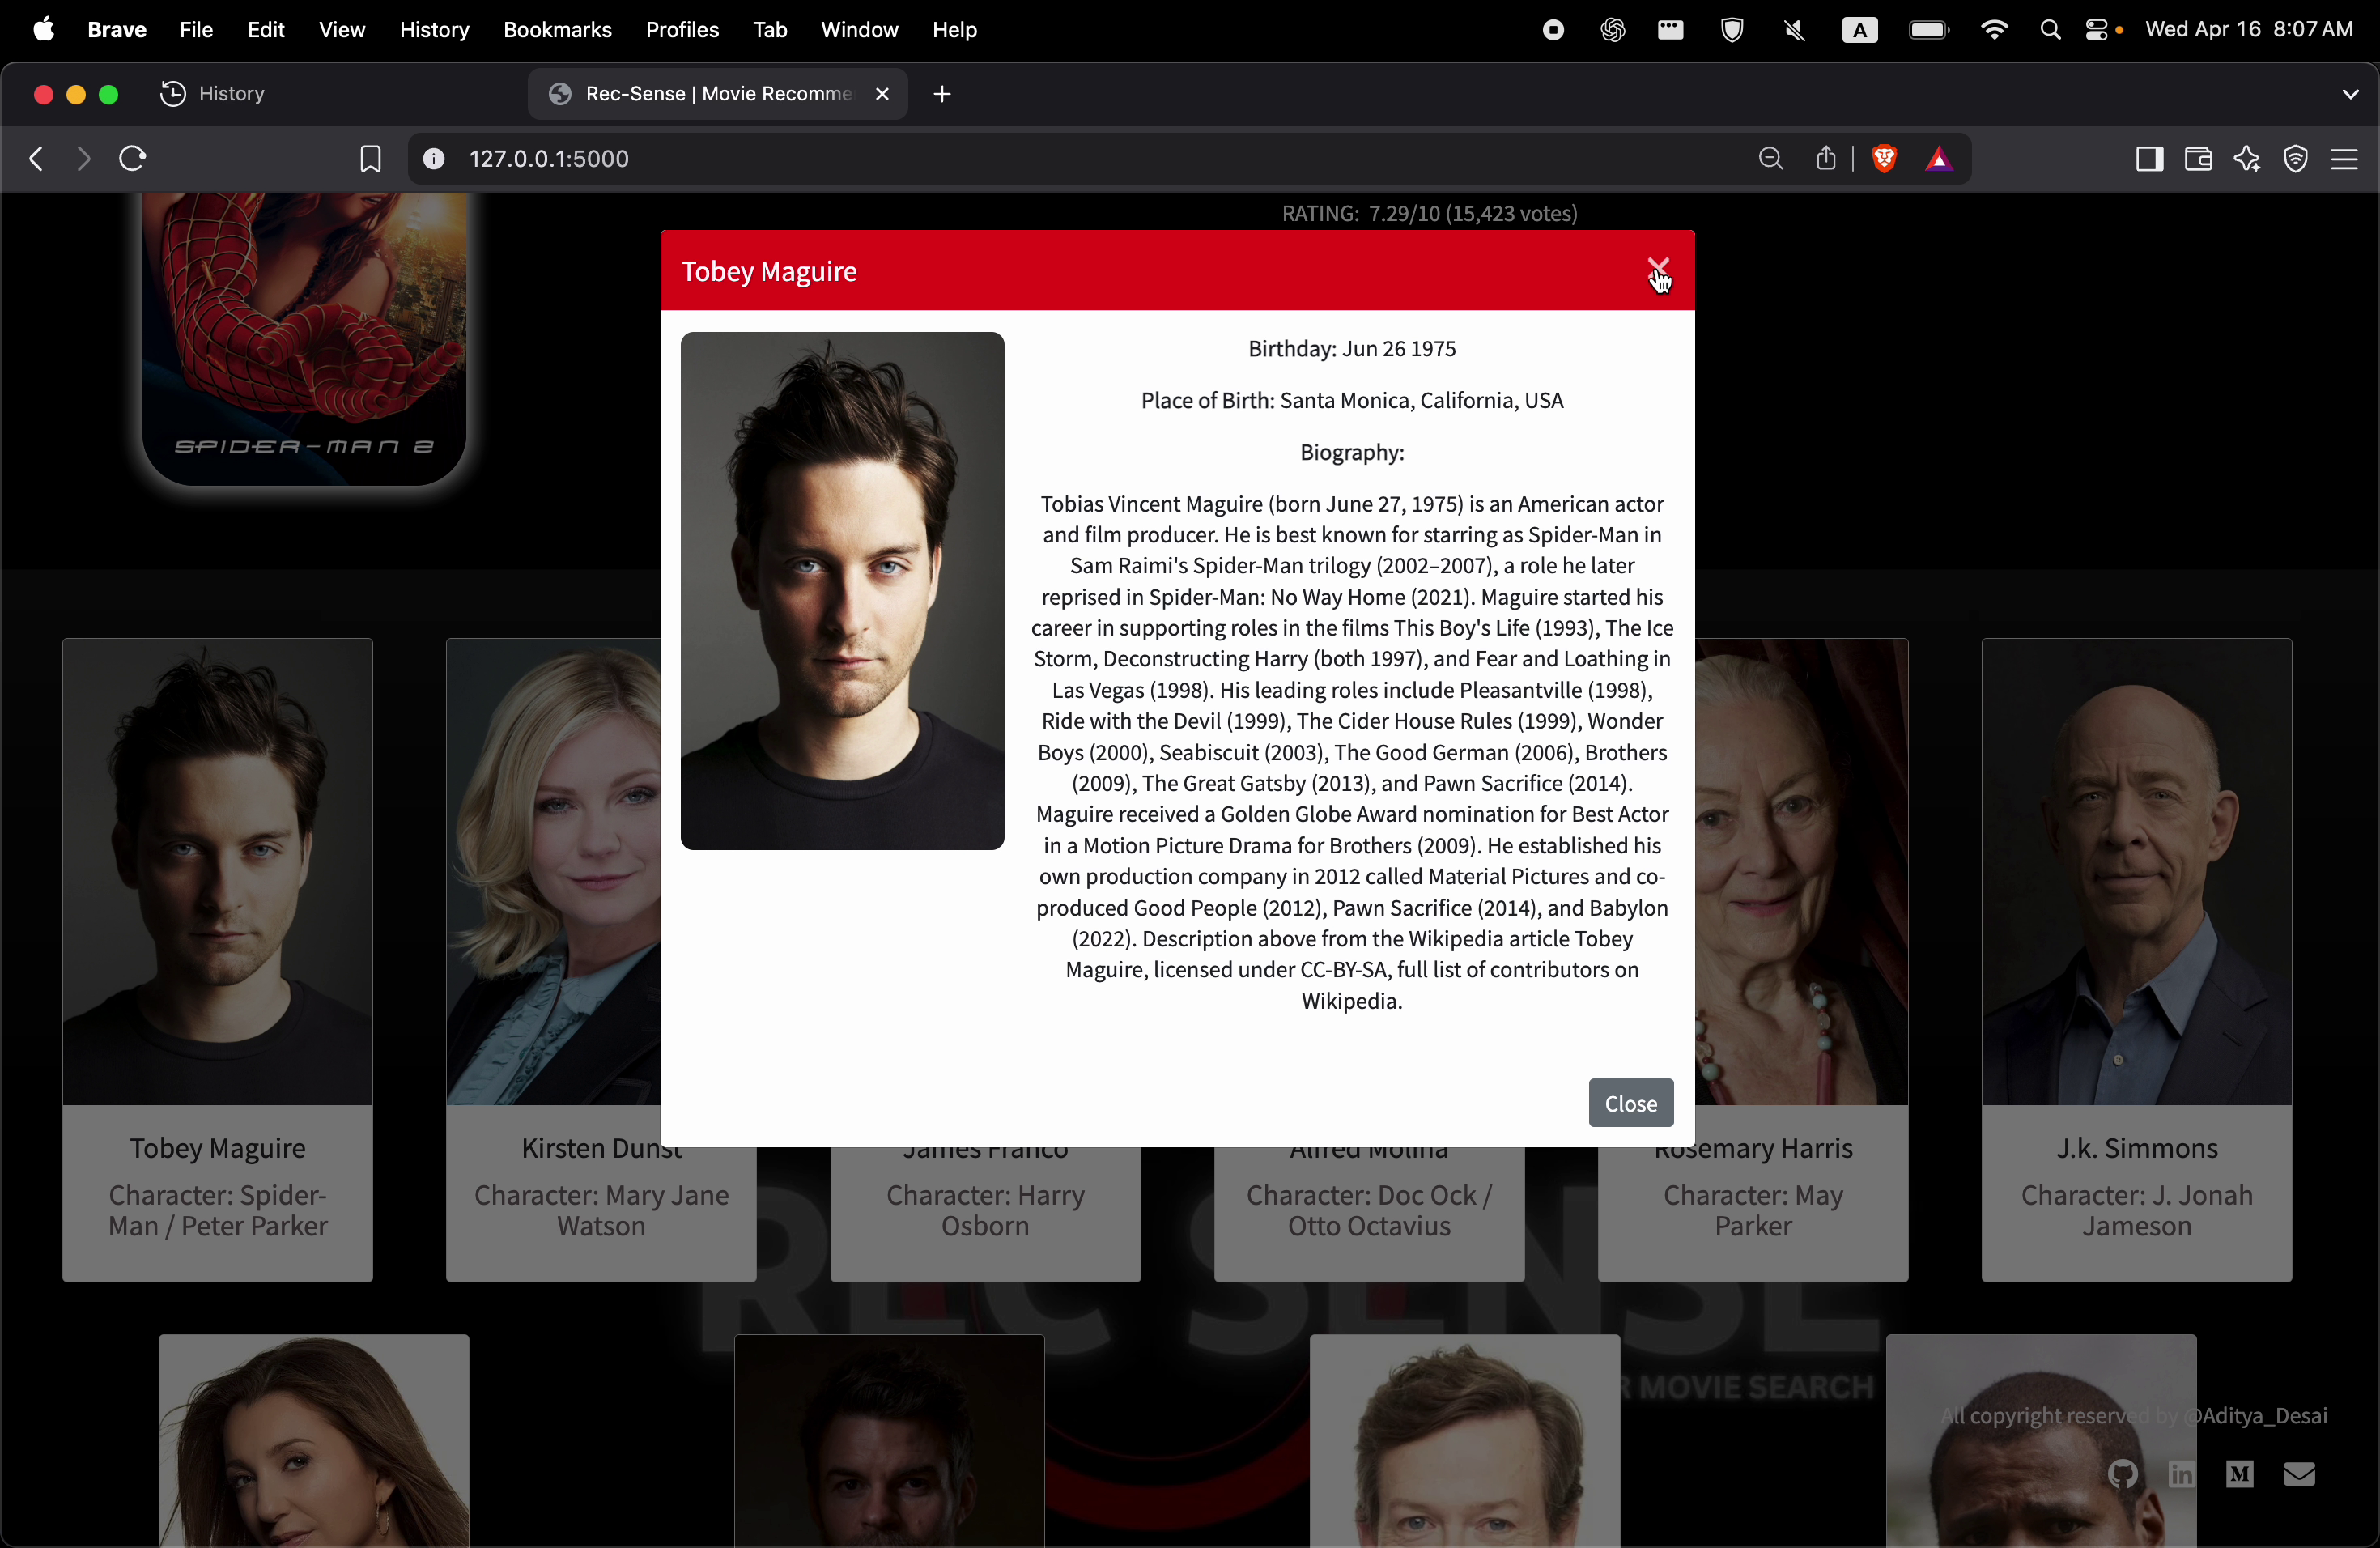 Brave File Edit View History Bookmarks Profiles Tab Window Help A Wed Apr 16 8:07 AM
History
Rec-Sense | Movie Recomme
127.0.0.1:5000
RATING: 7.29/10 (15,423 votes)
SPIDER-MAN 2
Tobey Maguire
Birthday: Jun 26 1975
Place of Birth: Santa Monica, California, USA
Biography:
Tobias Vincent Maguire (born June 27, 1975) is an American actor
and film producer. He is best known for starring as Spider-Man in
Sam Raimi's Spider-Man trilogy (2002–2007), a role he later
reprised in Spider-Man: No Way Home (2021). Maguire started his
career in supporting roles in the films This Boy's Life (1993), The Ice
Storm, Deconstructing Harry (both 1997), and Fear and Loathing in
Las Vegas (1998). His leading roles include Pleasantville (1998),
Ride with the Devil (1999), The Cider House Rules (1999), Wonder
Boys (2000), Seabiscuit (2003), The Good German (2006), Brothers
(2009), The Great Gatsby (2013), and Pawn Sacrifice (2014).
Maguire received a Golden Globe Award nomination for Best Actor
in a Motion Picture Drama for Brothers (2009). He established his
own production company in 2012 called Material Pictures and co-
produced Good People (2012), Pawn Sacrifice (2014), and Babylon
(2022). Description above from the Wikipedia article Tobey
Maguire, licensed under CC-BY-SA, full list of contributors on
Wikipedia.
Close
Tobey Maguire
Character: Spider-
Man / Peter Parker
Kirsten Dunst
Character: Mary Jane
Watson
James Franco
Character: Harry
Osborn
Alfred Molina
Character: Doc Ock /
Otto Octavius
Rosemary Harris
Character: May
Parker
J.k. Simmons
Character: J. Jonah
Jameson
REC SENSE
R MOVIE SEARCH
All copyright reserved by @Aditya_Desai
in M